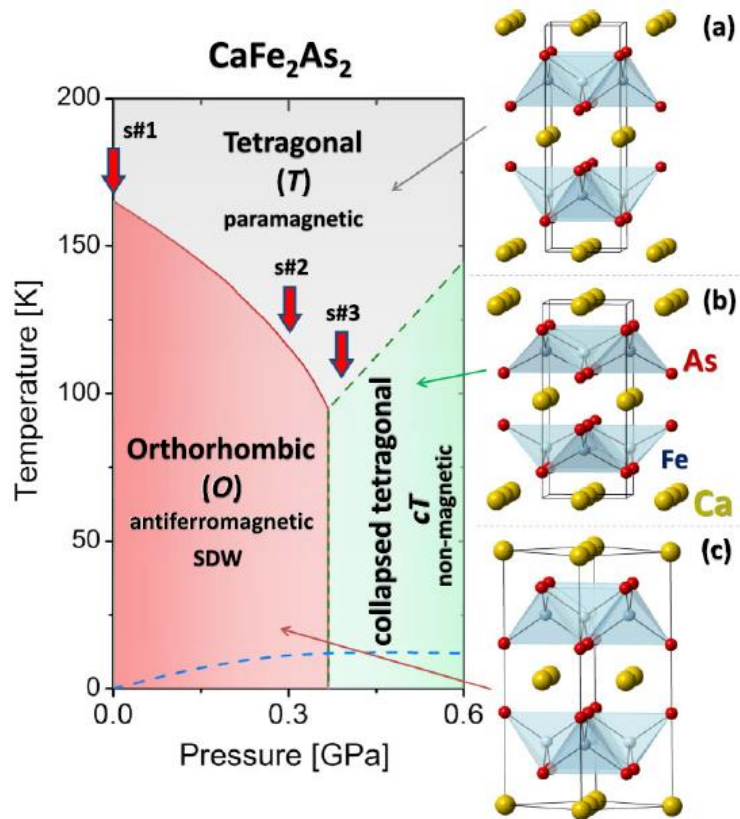 CaFe₂As₂
200
150
100
50
0
Temperature [K]
0.0
0.3
0.6
Pressure [GPa]
s#1
s#2
s#3
Tetragonal
(T)
paramagnetic
Orthorhombic
(O)
antiferromagnetic
SDW
collapsed tetragonal
cT
non-magnetic
(a)
(b)
As
Fe
Ca
(c)